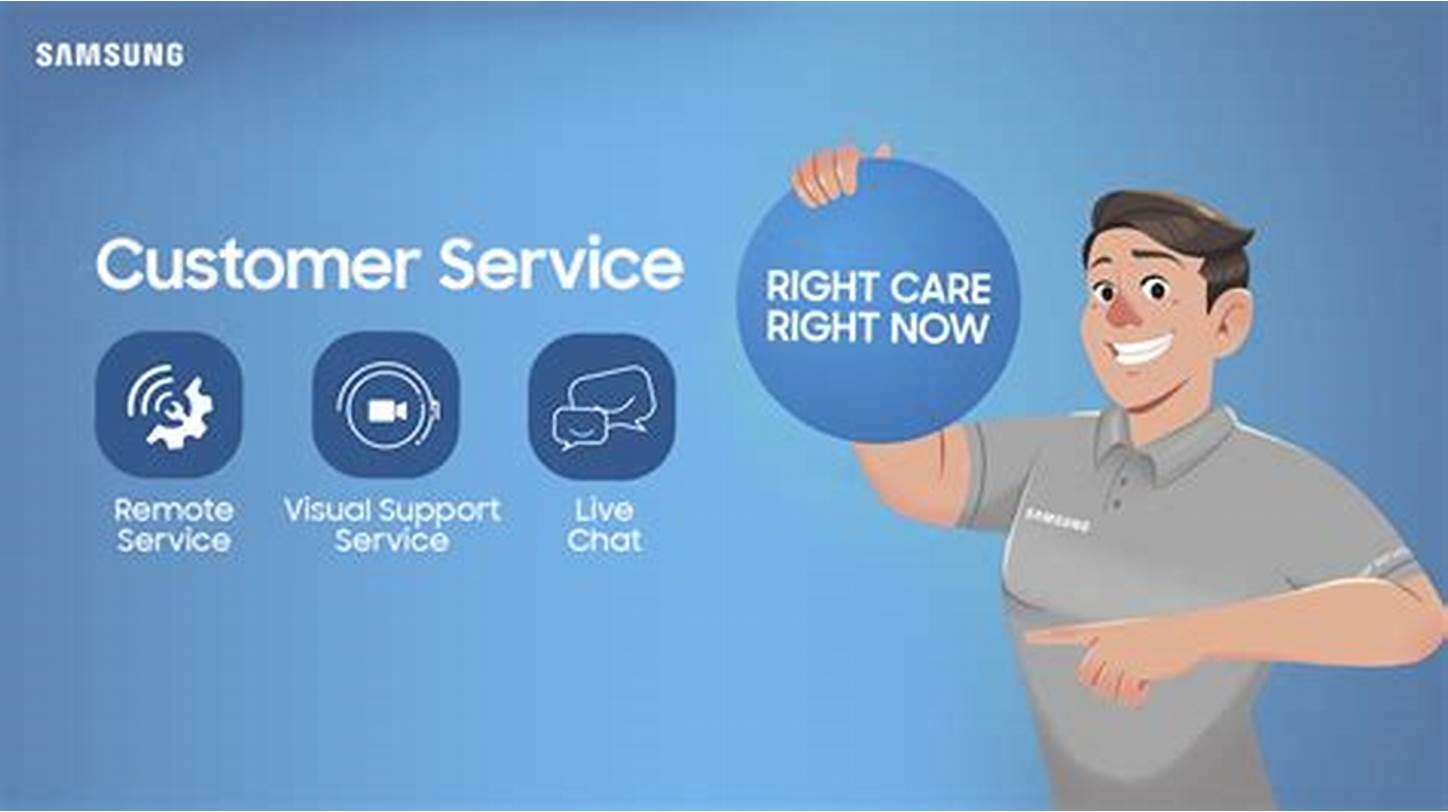 SAMSUNG
Customer Service
RIGHT CARE
RIGHT NOW
Remote
Service
Visual Support
Service
Live
Chat
SAMSUNG